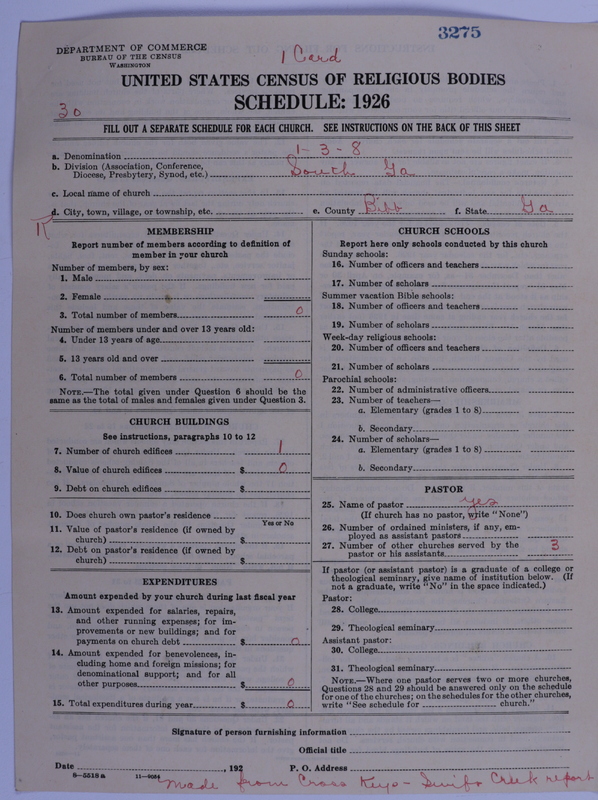 3275
DEPARTMENT OF COMMERCE
BUREAU OF THE CENSUS
WASHINGTON
1 Card
UNITED STATES CENSUS OF RELIGIOUS BODIES
SCHEDULE: 1926
30
FILL OUT A SEPARATE SCHEDULE FOR EACH CHURCH. SEE INSTRUCTIONS ON THE BACK OF THIS SHEET
a. Denomination 1-3-8
b. Division (Association, Conference,
Diocese, Presbytery, Synod, etc.) South Ga
c. Local name of church
d. City, town, village, or township, etc. e. County Bibb f. State Ga
R
MEMBERSHIP
Report number of members according to definition of
member in your church
Number of members, by sex:
1. Male
2. Female
3. Total number of members 0
Number of members under and over 13 years old:
4. Under 13 years of age
5. 13 years old and over
6. Total number of members 0
NOTE.—The total given under Question 6 should be the
same as the total of males and females given under Question 3.
CHURCH BUILDINGS
See instructions, paragraphs 10 to 12
7. Number of church edifices 1
8. Value of church edifices $ 0
9. Debt on church edifices $
10. Does church own pastor's residence
Yes or No
11. Value of pastor's residence (if owned by
church) $
12. Debt on pastor's residence (if owned by
church) $
EXPENDITURES
Amount expended by your church during last fiscal year
13. Amount expended for salaries, repairs,
and other running expenses; for im-
provements or new buildings; and for
payments on church debt $ 0
14. Amount expended for benevolences, in-
cluding home and foreign missions; for
denominational support; and for all
other purposes $ 0
15. Total expenditures during year $ 0
CHURCH SCHOOLS
Report here only schools conducted by this church
Sunday schools:
16. Number of officers and teachers
17. Number of scholars
Summer vacation Bible schools:
18. Number of officers and teachers
19. Number of scholars
Week-day religious schools:
20. Number of officers and teachers
21. Number of scholars
Parochial schools:
22. Number of administrative officers
23. Number of teachers—
a. Elementary (grades 1 to 8)
b. Secondary
24. Number of scholars—
a. Elementary (grades 1 to 8)
b. Secondary
PASTOR
25. Name of pastor yes
(If church has no pastor, write "None")
26. Number of ordained ministers, if any, em-
ployed as assistant pastors
27. Number of other churches served by the
pastor or his assistants 3
If pastor (or assistant pastor) is a graduate of a college or
theological seminary, give name of institution below. (If
not a graduate, write "No" in the space indicated.)
Pastor:
28. College
29. Theological seminary
Assistant pastor:
30. College
31. Theological seminary
NOTE.—Where one pastor serves two or more churches,
Questions 28 and 29 should be answered only on the schedule
for one of the churches; on the schedules for the other churches,
write "See schedule for church."
Signature of person furnishing information
Official title
Date , 192 P. O. Address
8—5518 a 11—8054
made from Cross Keys - Swift Creek report